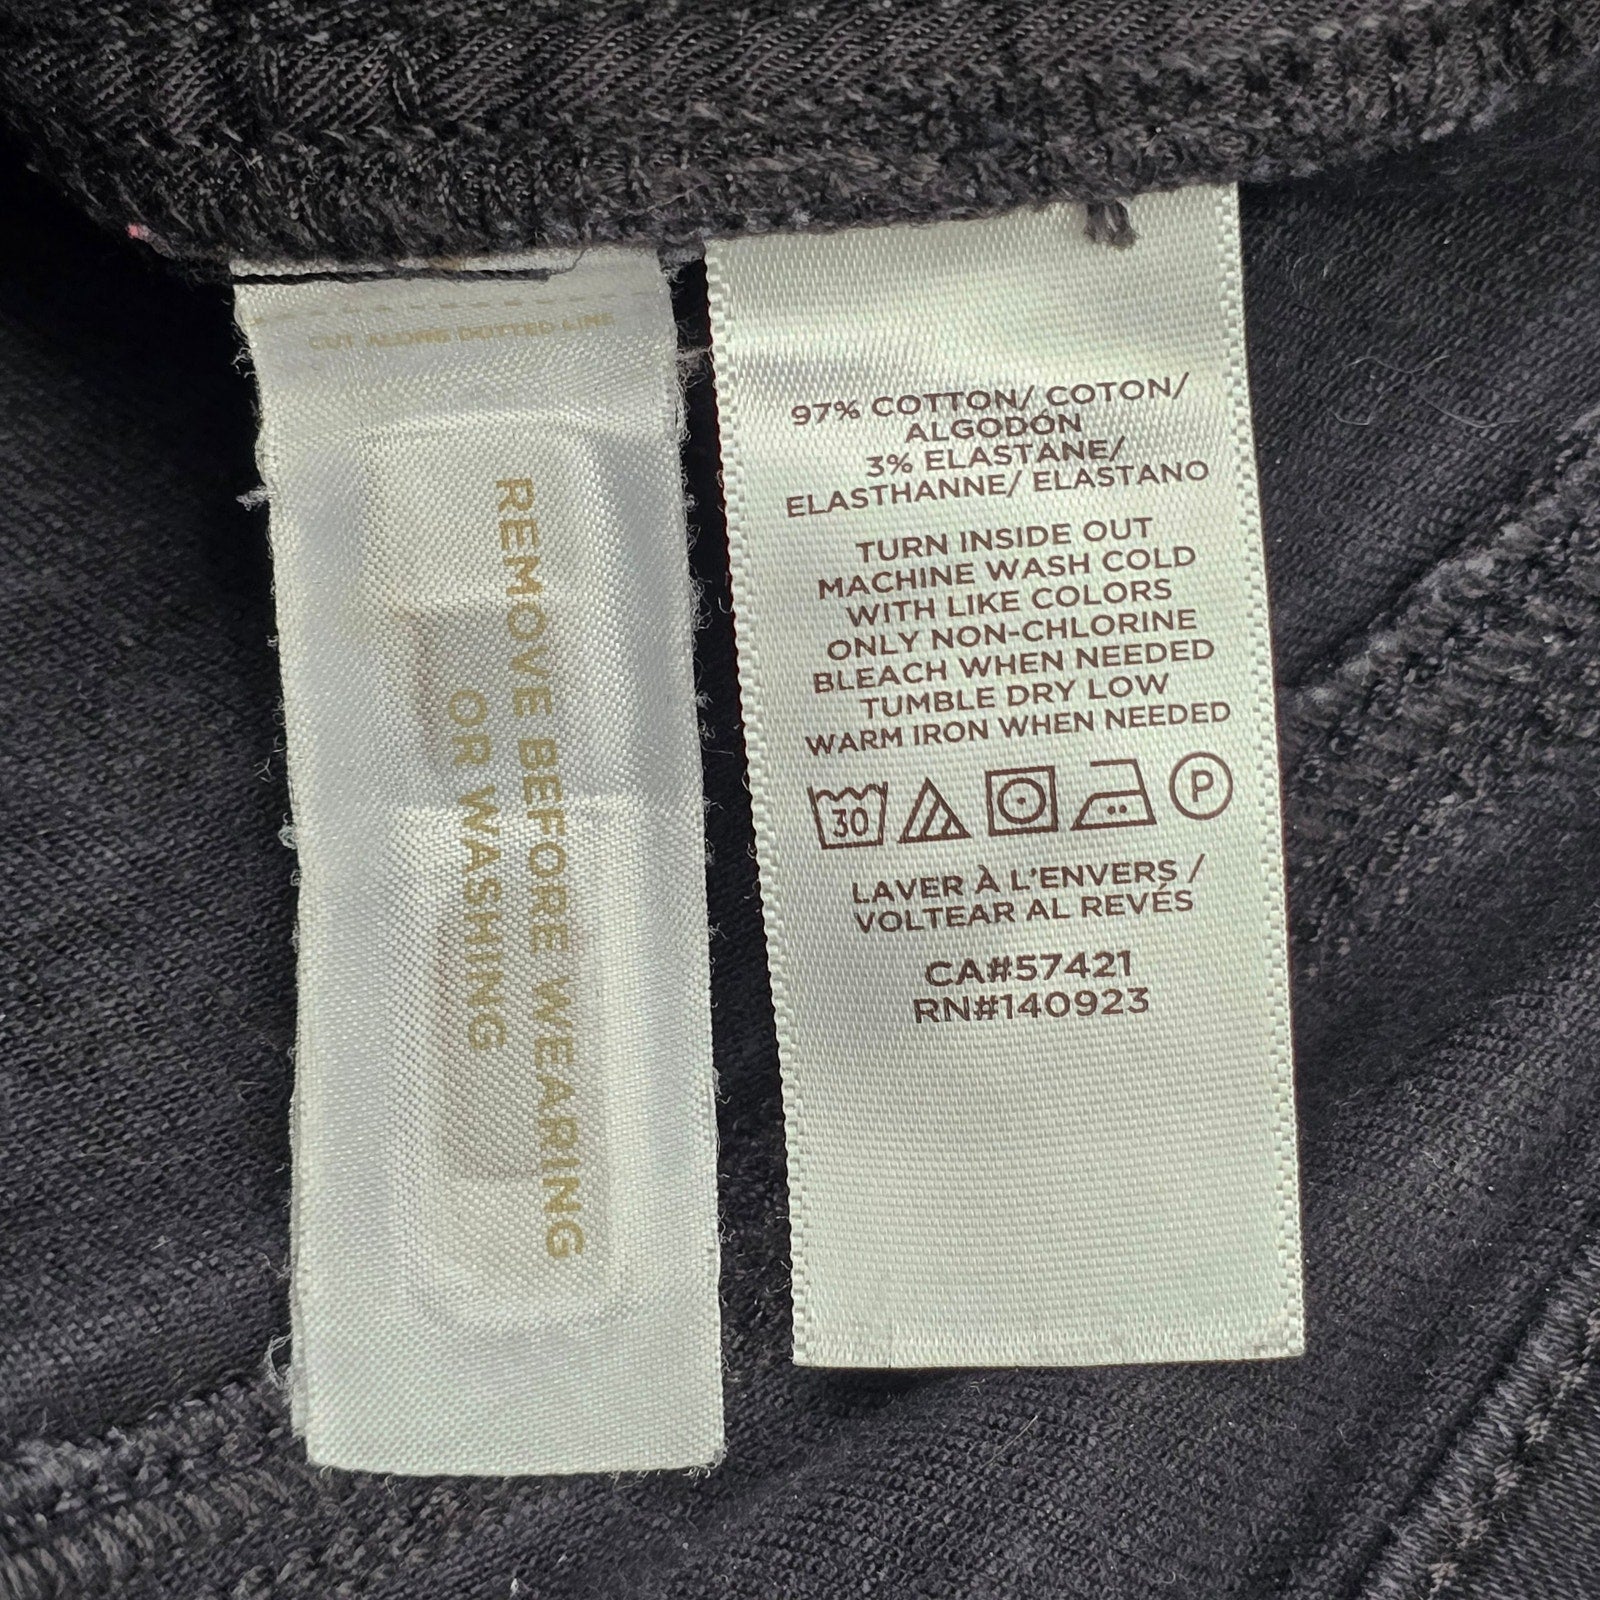 CUT ALONG DOTTED LINE
REMOVE BEFORE WEARING
OR WASHING
97% COTTON/ COTON/
ALGODÓN
3% ELASTANE/
ELASTHANNE/ ELASTANO
TURN INSIDE OUT
MACHINE WASH COLD
WITH LIKE COLORS
ONLY NON-CHLORINE
BLEACH WHEN NEEDED
TUMBLE DRY LOW
WARM IRON WHEN NEEDED
30 P
LAVER À L'ENVERS /
VOLTEAR AL REVÉS
CA#57421
RN#140923